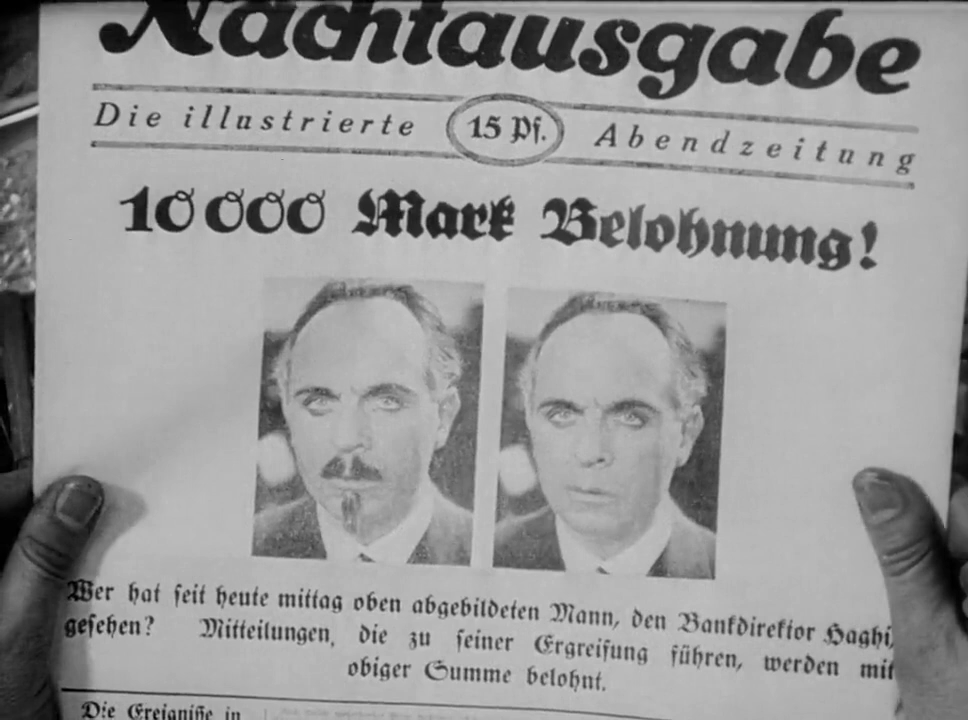 Nachtausgabe
Die illustrierte 15 Pf. Abendzeitung
10000 Mark Belohnung!
Wer hat seit heute mittag oben abgebildeten Mann, den Bankdirektor Haghi,
gesehen? Mitteilungen, die zu seiner Ergreifung führen, werden mit
obiger Summe belohnt.
Die Ereignisse in